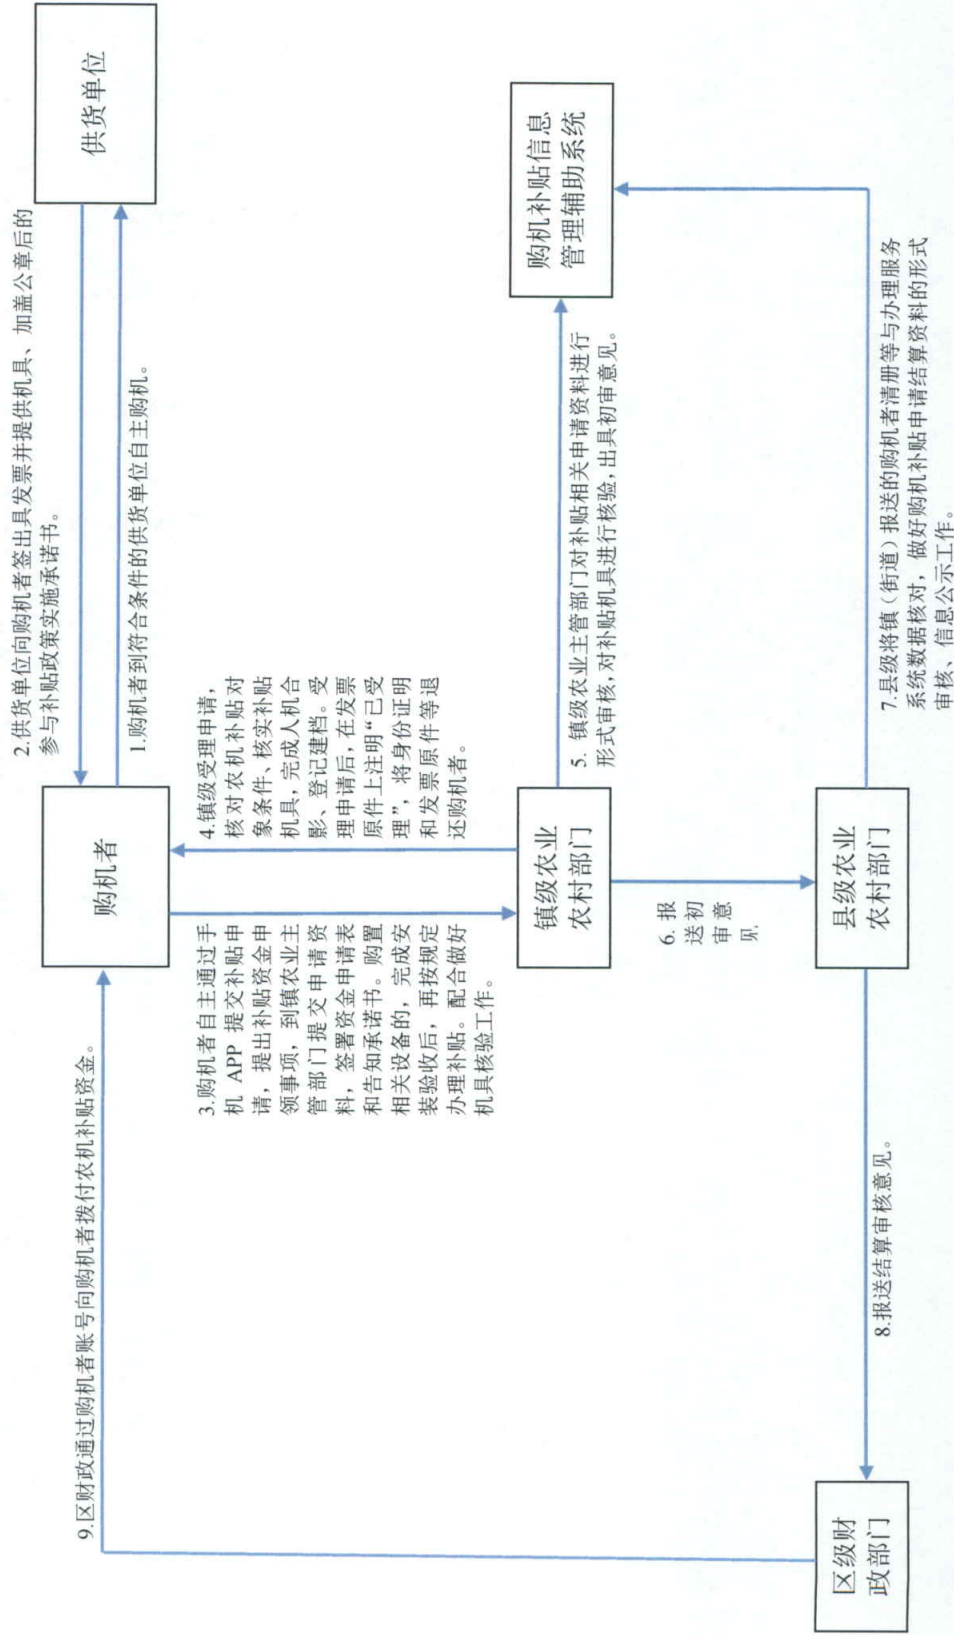 9.区财政通过购机者账号向购机者拨付农机补贴资金。
购机者
2.供货单位向购机者签出具发票并提供机具、加盖公章后的
参与补贴政策实施承诺书。
1.购机者到符合条件的供货单位自主购机。
供货单位
3.购机者自主通过手
机 APP 提交补贴申
请，提出补贴资金申
领事项，到镇农业主
管部门提交申请资
料，签署资金申请表
和告知承诺书。购置
相关设备的，完成安
装验收后，再按规定
办理补贴。配合做好
机具核验工作。
4.镇级受理申请，
核对农机补贴对
象条件、核实补贴
机具，完成人机合
影、登记建档。受
理申请后，在发票
原件上注明“已受
理”，将身份证明
和发票原件等退
还购机者。
镇级农业
农村部门
5. 镇级农业主管部门对补贴相关申请资料进行
形式审核，对补贴机具进行核验，出具初审意见。
购机补贴信息
管理辅助系统
6. 报
送初
审意
见
区级财
政部门
8.报送结算审核意见。
县级农业
农村部门
7.县级将镇（街道）报送的购机者清册等与办理服务
系统数据核对，做好购机补贴申请结算资料的形式
审核、信息公示工作。